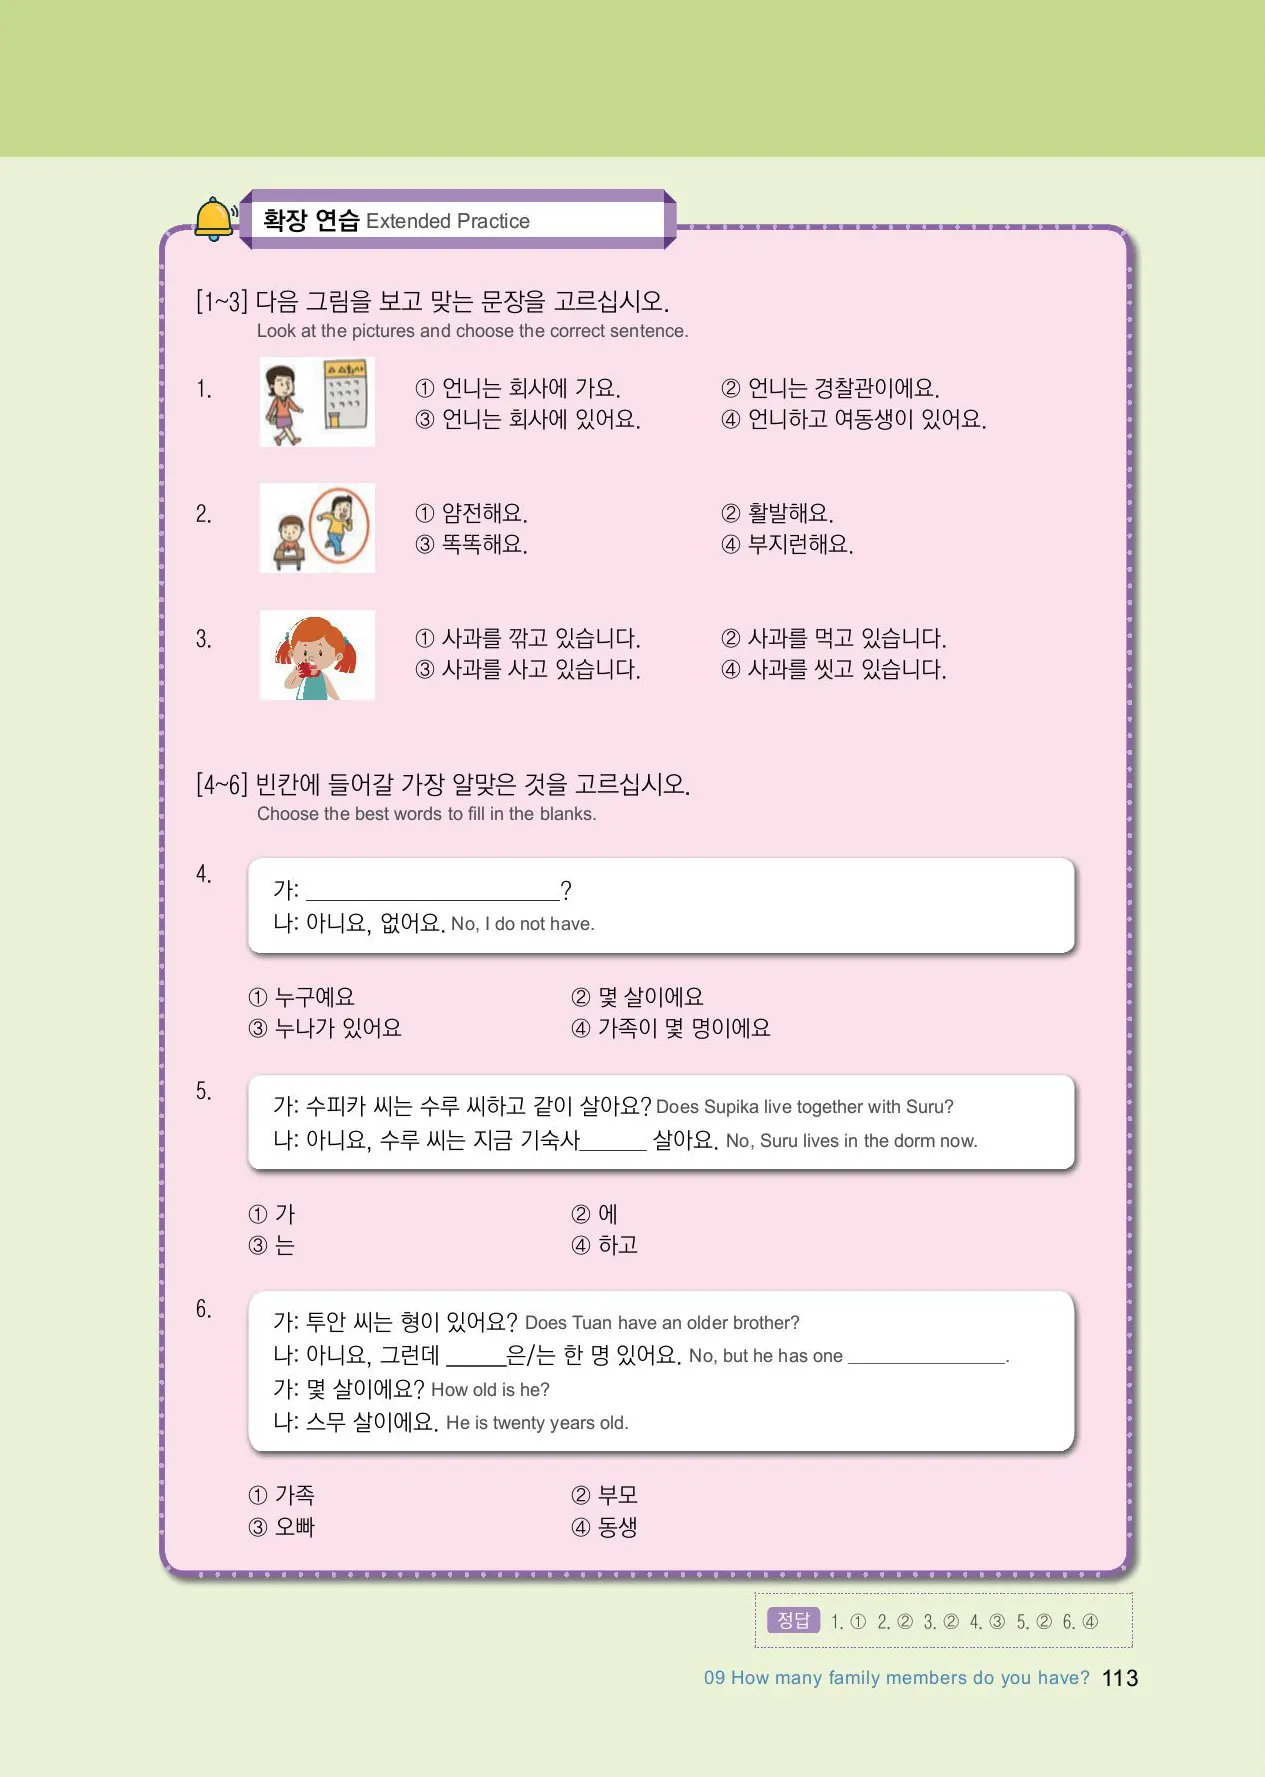 확장 연습 Extended Practice
[1~3] 다음 그림을 보고 맞는 문장을 고르십시오.
Look at the pictures and choose the correct sentence.
1.
① 언니는 회사에 가요. ② 언니는 경찰관이에요.
③ 언니는 회사에 있어요. ④ 언니하고 여동생이 있어요.
2.
① 얌전해요. ② 활발해요.
③ 똑똑해요. ④ 부지런해요.
3.
① 사과를 깎고 있습니다. ② 사과를 먹고 있습니다.
③ 사과를 사고 있습니다. ④ 사과를 씻고 있습니다.
[4~6] 빈칸에 들어갈 가장 알맞은 것을 고르십시오.
Choose the best words to fill in the blanks.
4.
가: ______________________?
나: 아니요, 없어요. No, I do not have.
① 누구예요 ② 몇 살이에요
③ 누나가 있어요 ④ 가족이 몇 명이에요
5.
가: 수피카 씨는 수루 씨하고 같이 살아요? Does Supika live together with Suru?
나: 아니요, 수루 씨는 지금 기숙사______ 살아요. No, Suru lives in the dorm now.
① 가 ② 에
③ 는 ④ 하고
6.
가: 투안 씨는 형이 있어요? Does Tuan have an older brother?
나: 아니요, 그런데 _____은/는 한 명 있어요. No, but he has one ________________.
가: 몇 살이에요? How old is he?
나: 스무 살이에요. He is twenty years old.
① 가족 ② 부모
③ 오빠 ④ 동생
정답 1. ① 2. ② 3. ② 4. ③ 5. ② 6. ④
09 How many family members do you have? 113